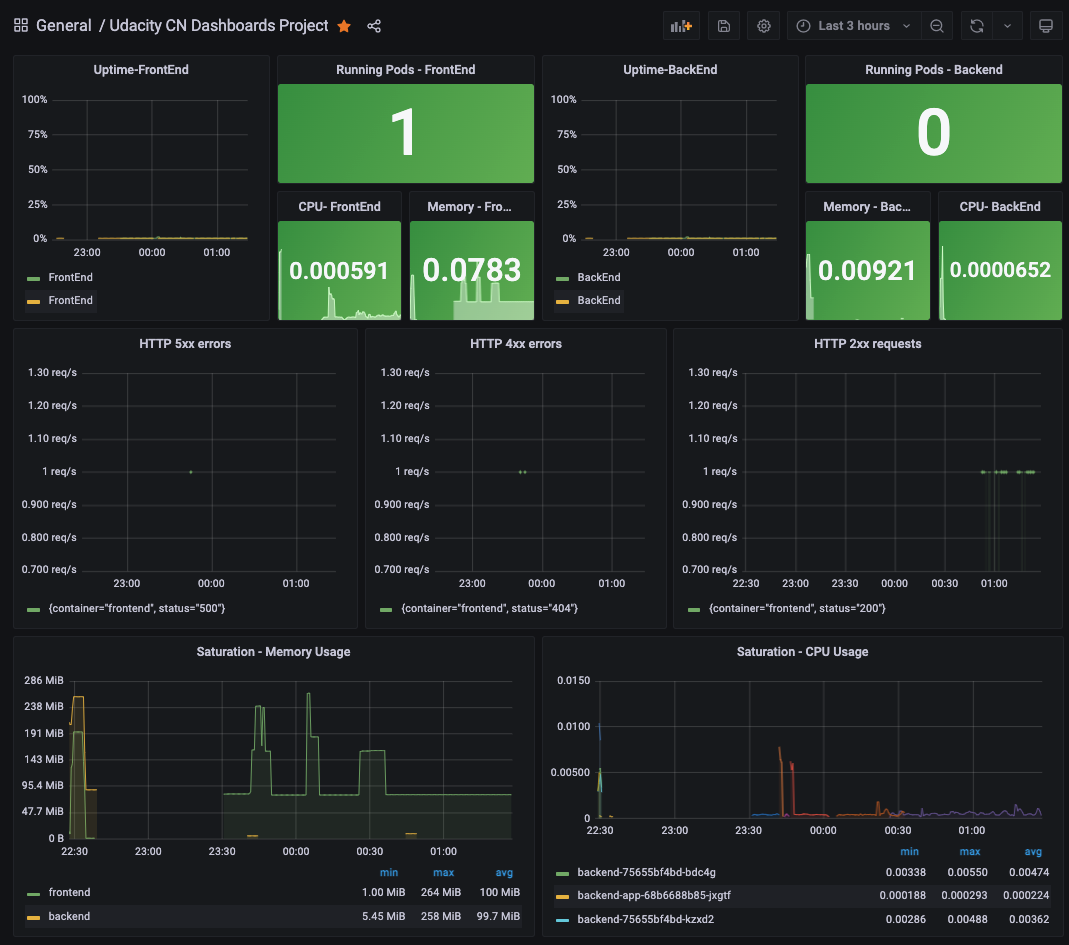 General / Udacity CN Dashboards Project
Last 3 hours
Uptime-FrontEnd
100%
75%
50%
25%
0%
23:00 00:00 01:00
FrontEnd
FrontEnd
Running Pods - FrontEnd
1
CPU- FrontEnd
0.000591
Memory - Fro...
0.0783
Uptime-BackEnd
100%
75%
50%
25%
0%
23:00 00:00 01:00
BackEnd
BackEnd
Running Pods - Backend
0
Memory - Bac...
0.00921
CPU- BackEnd
0.0000652
HTTP 5xx errors
1.30 req/s
1.20 req/s
1.10 req/s
1 req/s
0.900 req/s
0.800 req/s
0.700 req/s
23:00 00:00 01:00
{container="frontend", status="500"}
HTTP 4xx errors
1.30 req/s
1.20 req/s
1.10 req/s
1 req/s
0.900 req/s
0.800 req/s
0.700 req/s
23:00 00:00 01:00
{container="frontend", status="404"}
HTTP 2xx requests
1.30 req/s
1.20 req/s
1.10 req/s
1 req/s
0.900 req/s
0.800 req/s
0.700 req/s
22:30 23:00 23:30 00:00 00:30 01:00
{container="frontend", status="200"}
Saturation - Memory Usage
286 MiB
238 MiB
191 MiB
143 MiB
95.4 MiB
47.7 MiB
0 B
22:30 23:00 23:30 00:00 00:30 01:00
min max avg
frontend 1.00 MiB 264 MiB 100 MiB
backend 5.45 MiB 258 MiB 99.7 MiB
Saturation - CPU Usage
0.0150
0.0100
0.00500
0
22:30 23:00 23:30 00:00 00:30 01:00
min max avg
backend-75655bf4bd-bdc4g 0.00338 0.00550 0.00474
backend-app-68b6688b85-jxgtf 0.000188 0.000293 0.000224
backend-75655bf4bd-kzxd2 0.00286 0.00488 0.00362